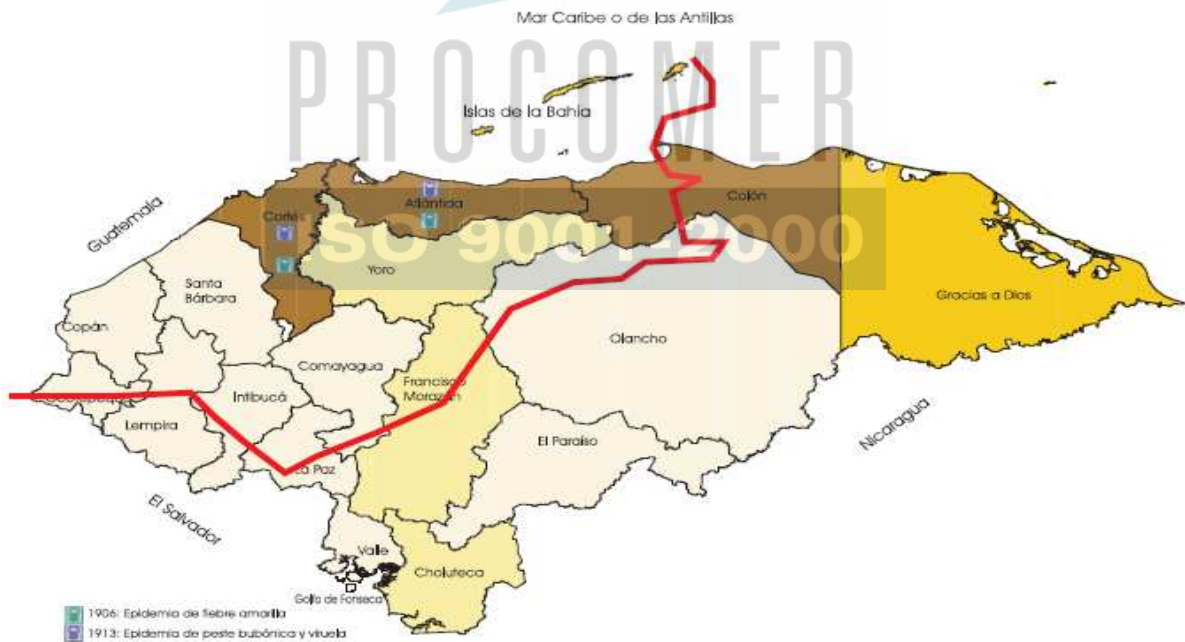 Mar Caribe o de las Antillas
PROCOMER
Islas de la Bahía
Guatemala
Cortés
Atlántida
Colón
ISO 9001-2000
Yoro
Santa
Bárbara
Gracias a Dios
Copán
Olancho
Comayagua
Francisco
Morazán
Intibucá
Ocotepeque
Lempira
Nicaragua
El Paraíso
La Paz
El Salvador
Valle
Choluteca
Golfo de Fonseca
1906: Epidemia de fiebre amarilla
1913: Epidemia de peste bubónica y viruela